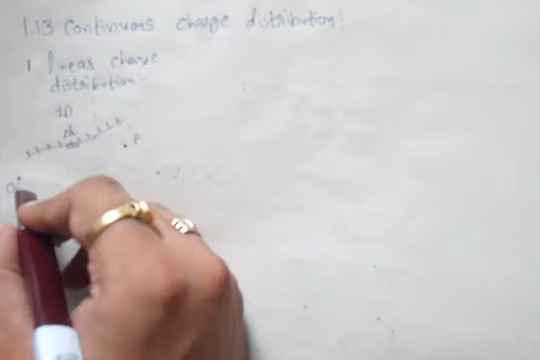 1.13 Continuous charge distribution:
1 linear charge
distribution
1D
dl
P
O